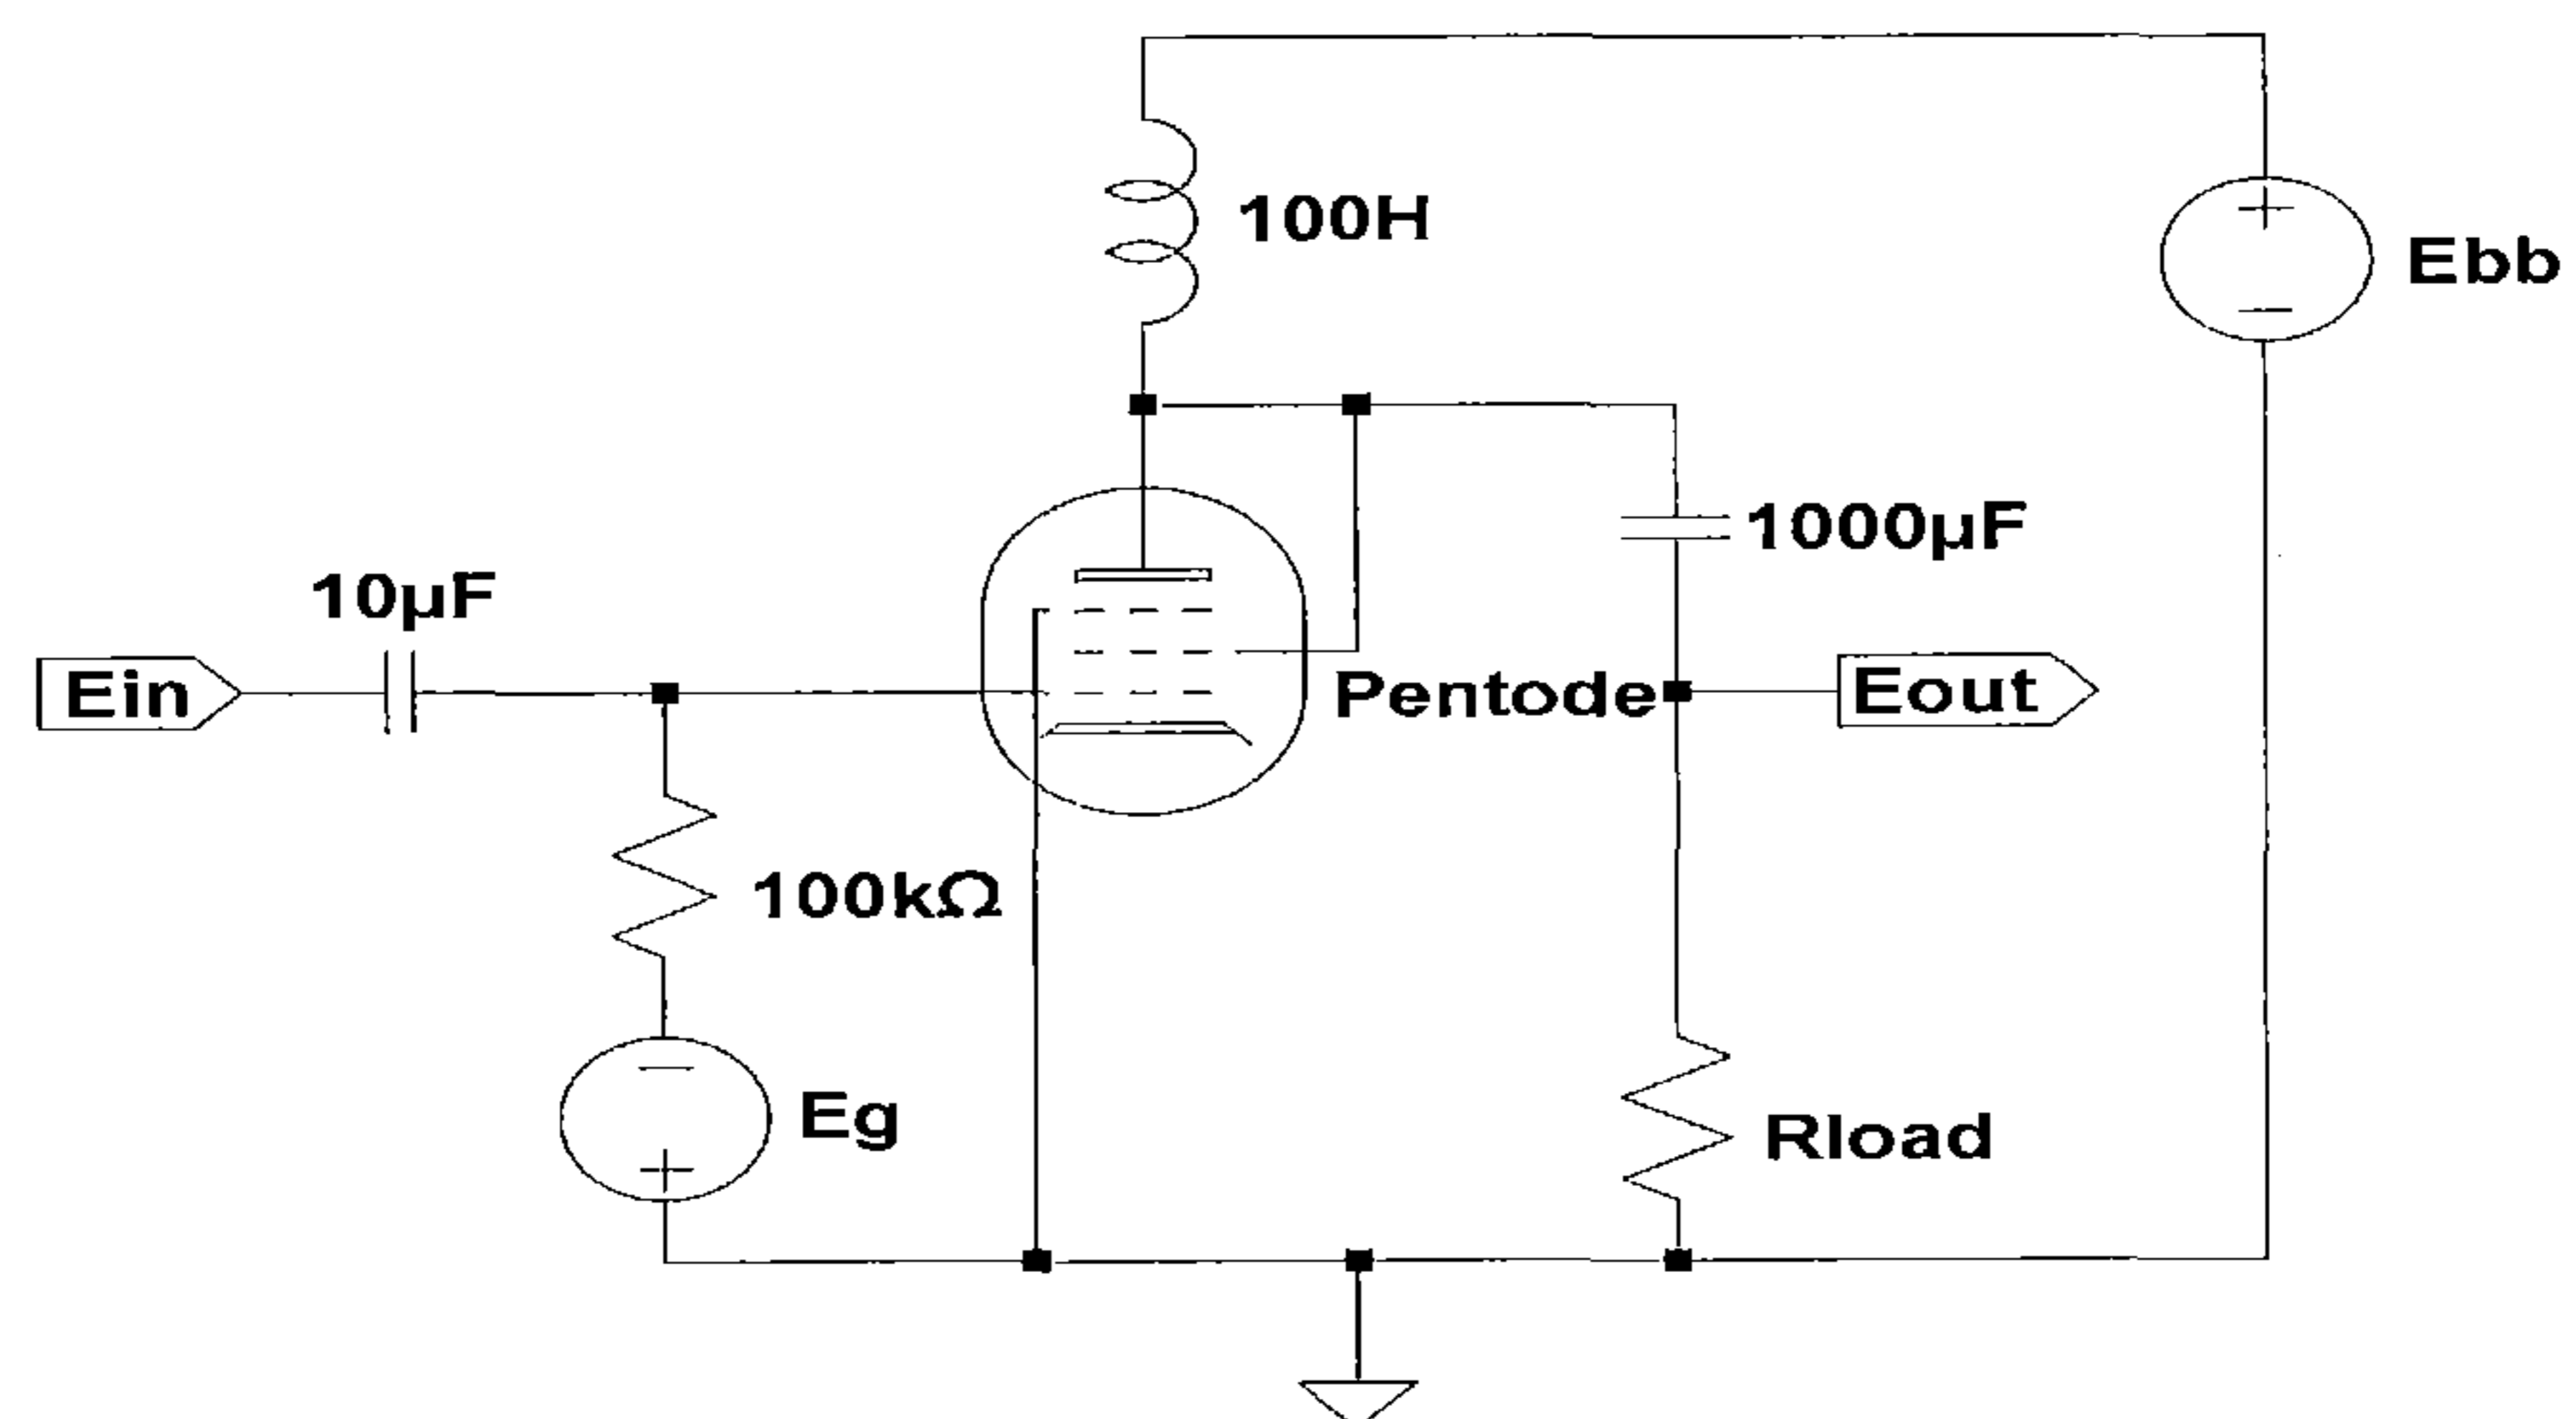 100H
Ebb
1000µF
10µF
Ein
Pentode
Eout
100kΩ
Eg
Rload